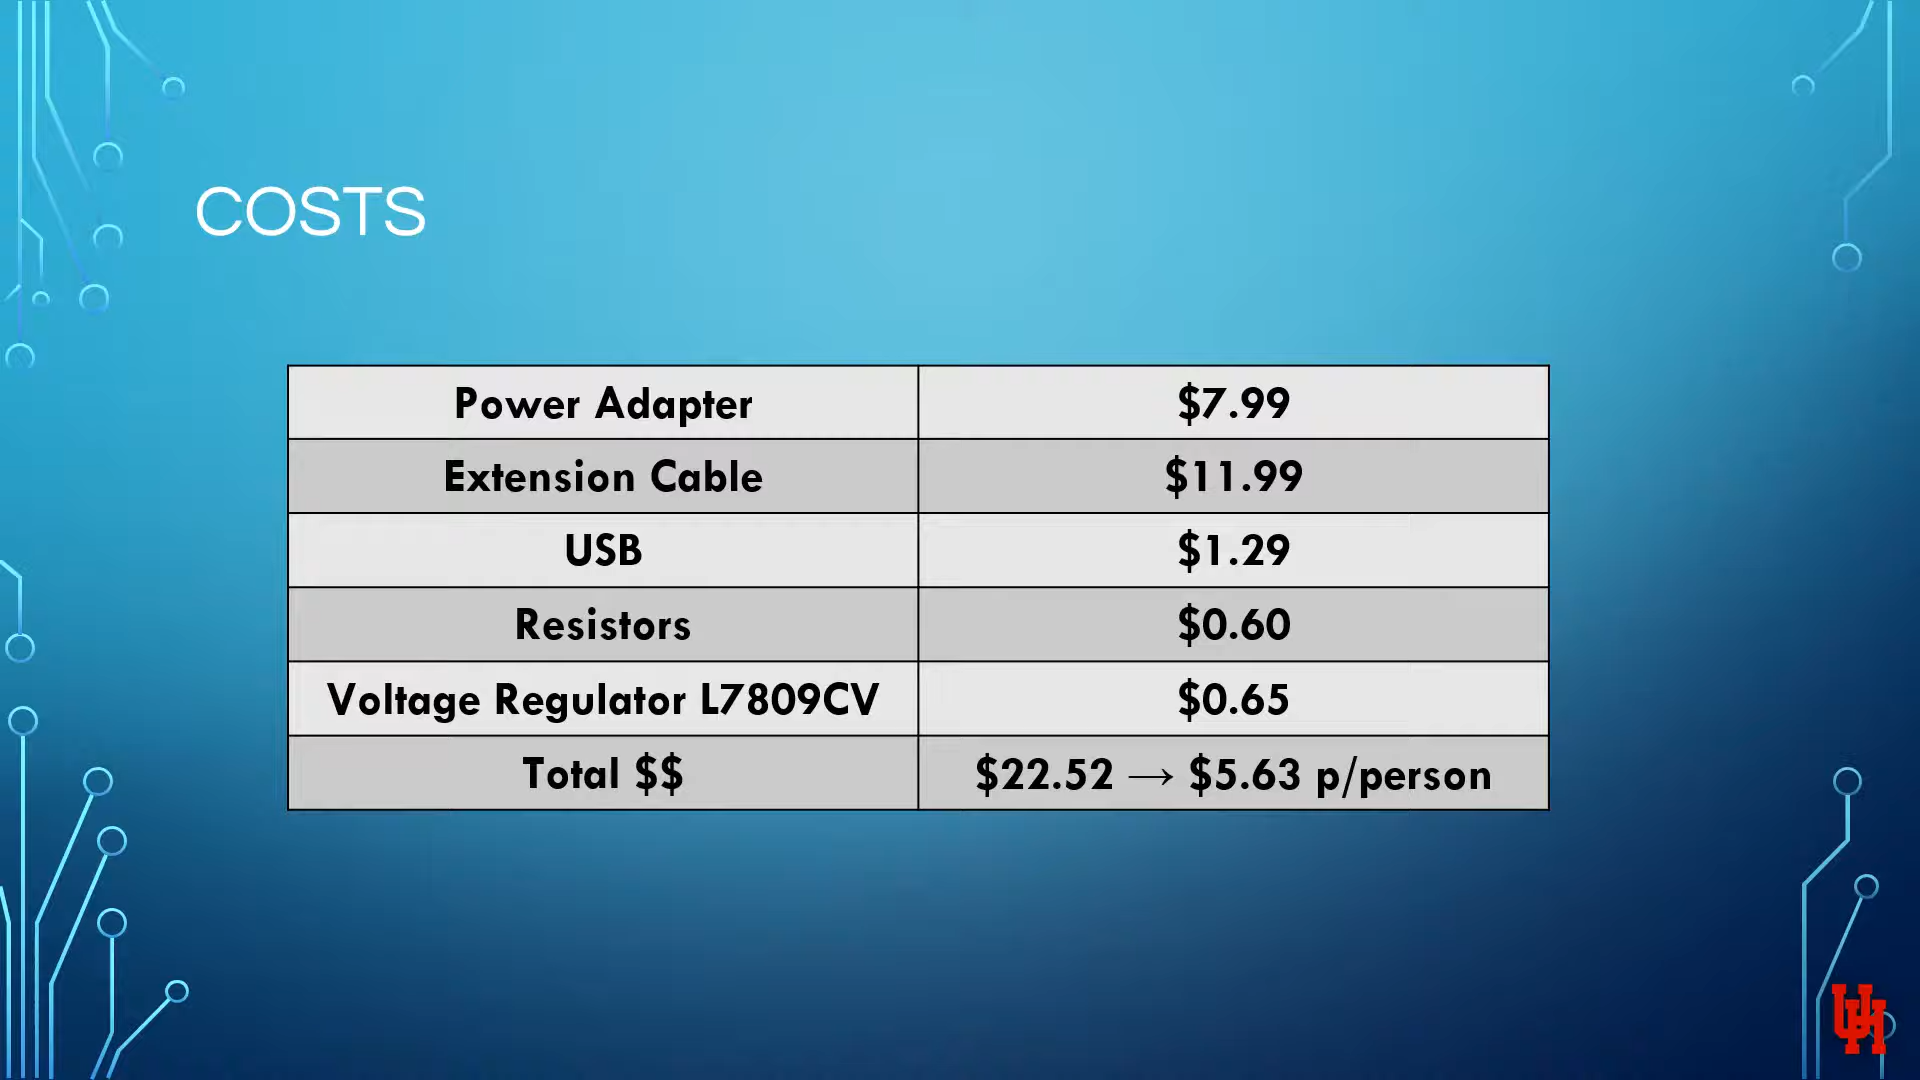 COSTS
Power Adapter $7.99
Extension Cable $11.99
USB $1.29
Resistors $0.60
Voltage Regulator L7809CV $0.65
Total $$ $22.52 → $5.63 p/person
UH